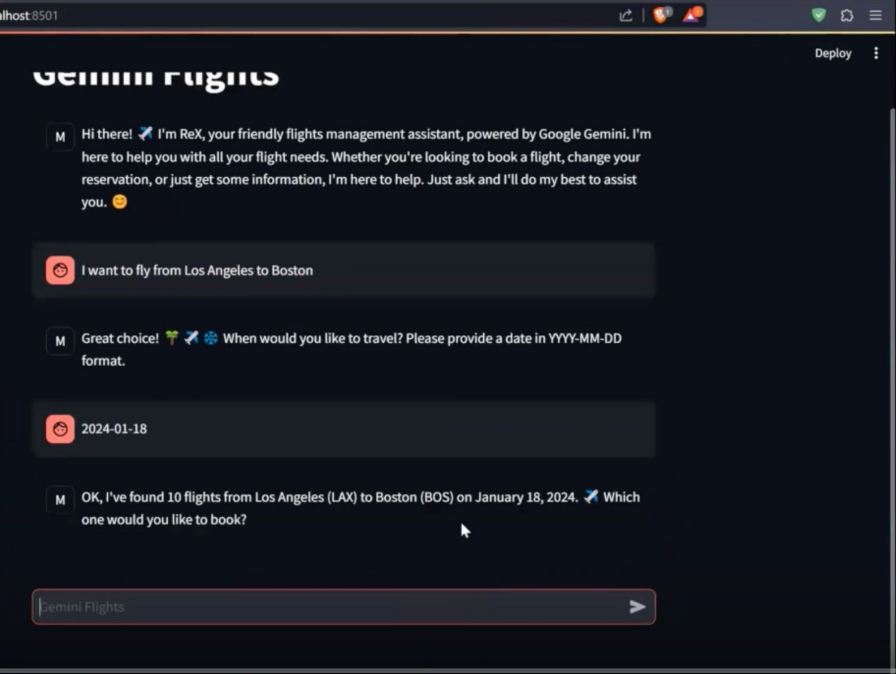 lhost:8501
Deploy
Gemini Flights
M
Hi there! ✈️ I'm ReX, your friendly flights management assistant, powered by Google Gemini. I'm
here to help you with all your flight needs. Whether you're looking to book a flight, change your
reservation, or just get some information, I'm here to help. Just ask and I'll do my best to assist
you. 😊
I want to fly from Los Angeles to Boston
M
Great choice! 🌴 ✈️ ❄️ When would you like to travel? Please provide a date in YYYY-MM-DD
format.
2024-01-18
M
OK, I've found 10 flights from Los Angeles (LAX) to Boston (BOS) on January 18, 2024. ✈️ Which
one would you like to book?
Gemini Flights